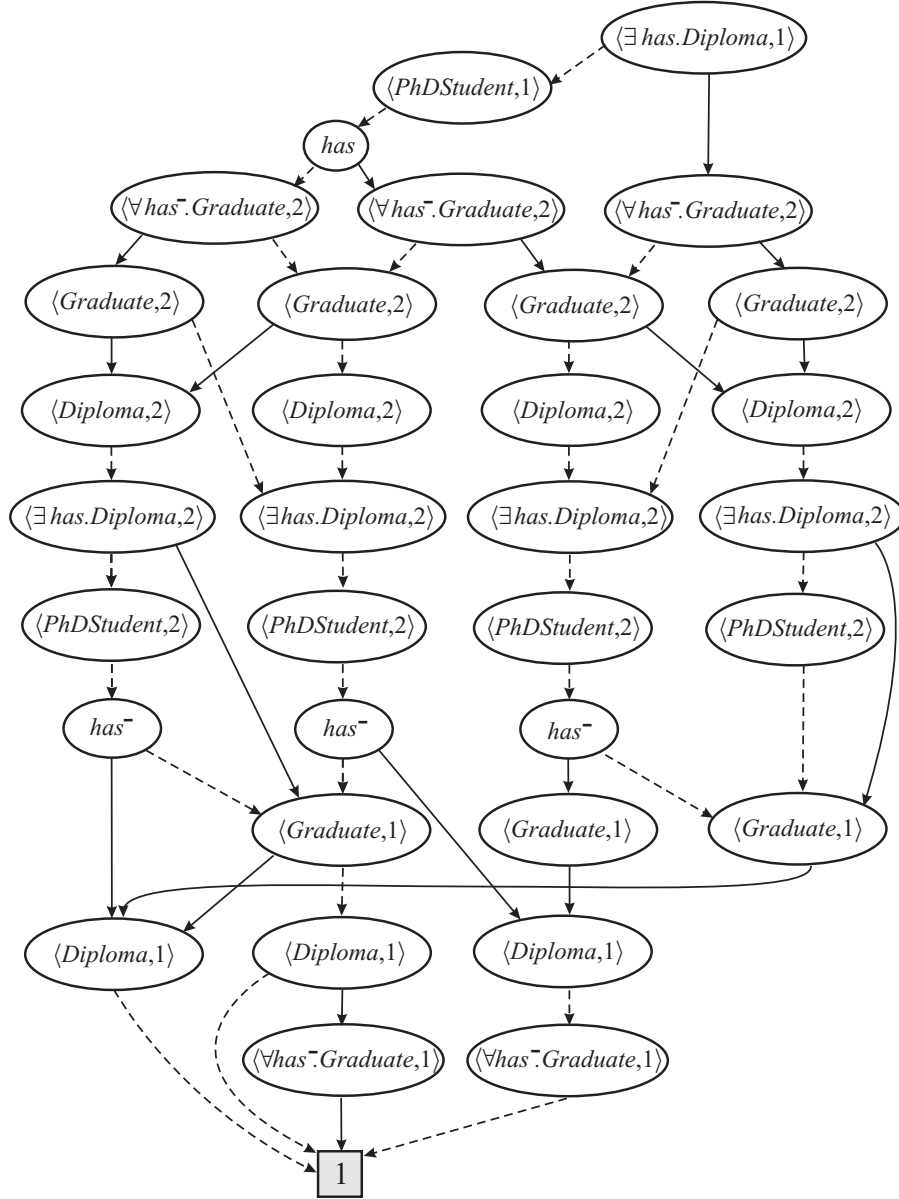 ⟨∃ has.Diploma,1⟩
⟨PhDStudent,1⟩
has
⟨∀has⁻.Graduate,2⟩ ⟨∀has⁻.Graduate,2⟩ ⟨∀has⁻.Graduate,2⟩
⟨Graduate,2⟩ ⟨Graduate,2⟩ ⟨Graduate,2⟩ ⟨Graduate,2⟩
⟨Diploma,2⟩ ⟨Diploma,2⟩ ⟨Diploma,2⟩ ⟨Diploma,2⟩
⟨∃ has.Diploma,2⟩ ⟨∃ has.Diploma,2⟩ ⟨∃ has.Diploma,2⟩ ⟨∃ has.Diploma,2⟩
⟨PhDStudent,2⟩ ⟨PhDStudent,2⟩ ⟨PhDStudent,2⟩ ⟨PhDStudent,2⟩
has⁻ has⁻ has⁻
⟨Graduate,1⟩ ⟨Graduate,1⟩ ⟨Graduate,1⟩
⟨Diploma,1⟩ ⟨Diploma,1⟩ ⟨Diploma,1⟩
⟨∀has⁻.Graduate,1⟩ ⟨∀has⁻.Graduate,1⟩
1